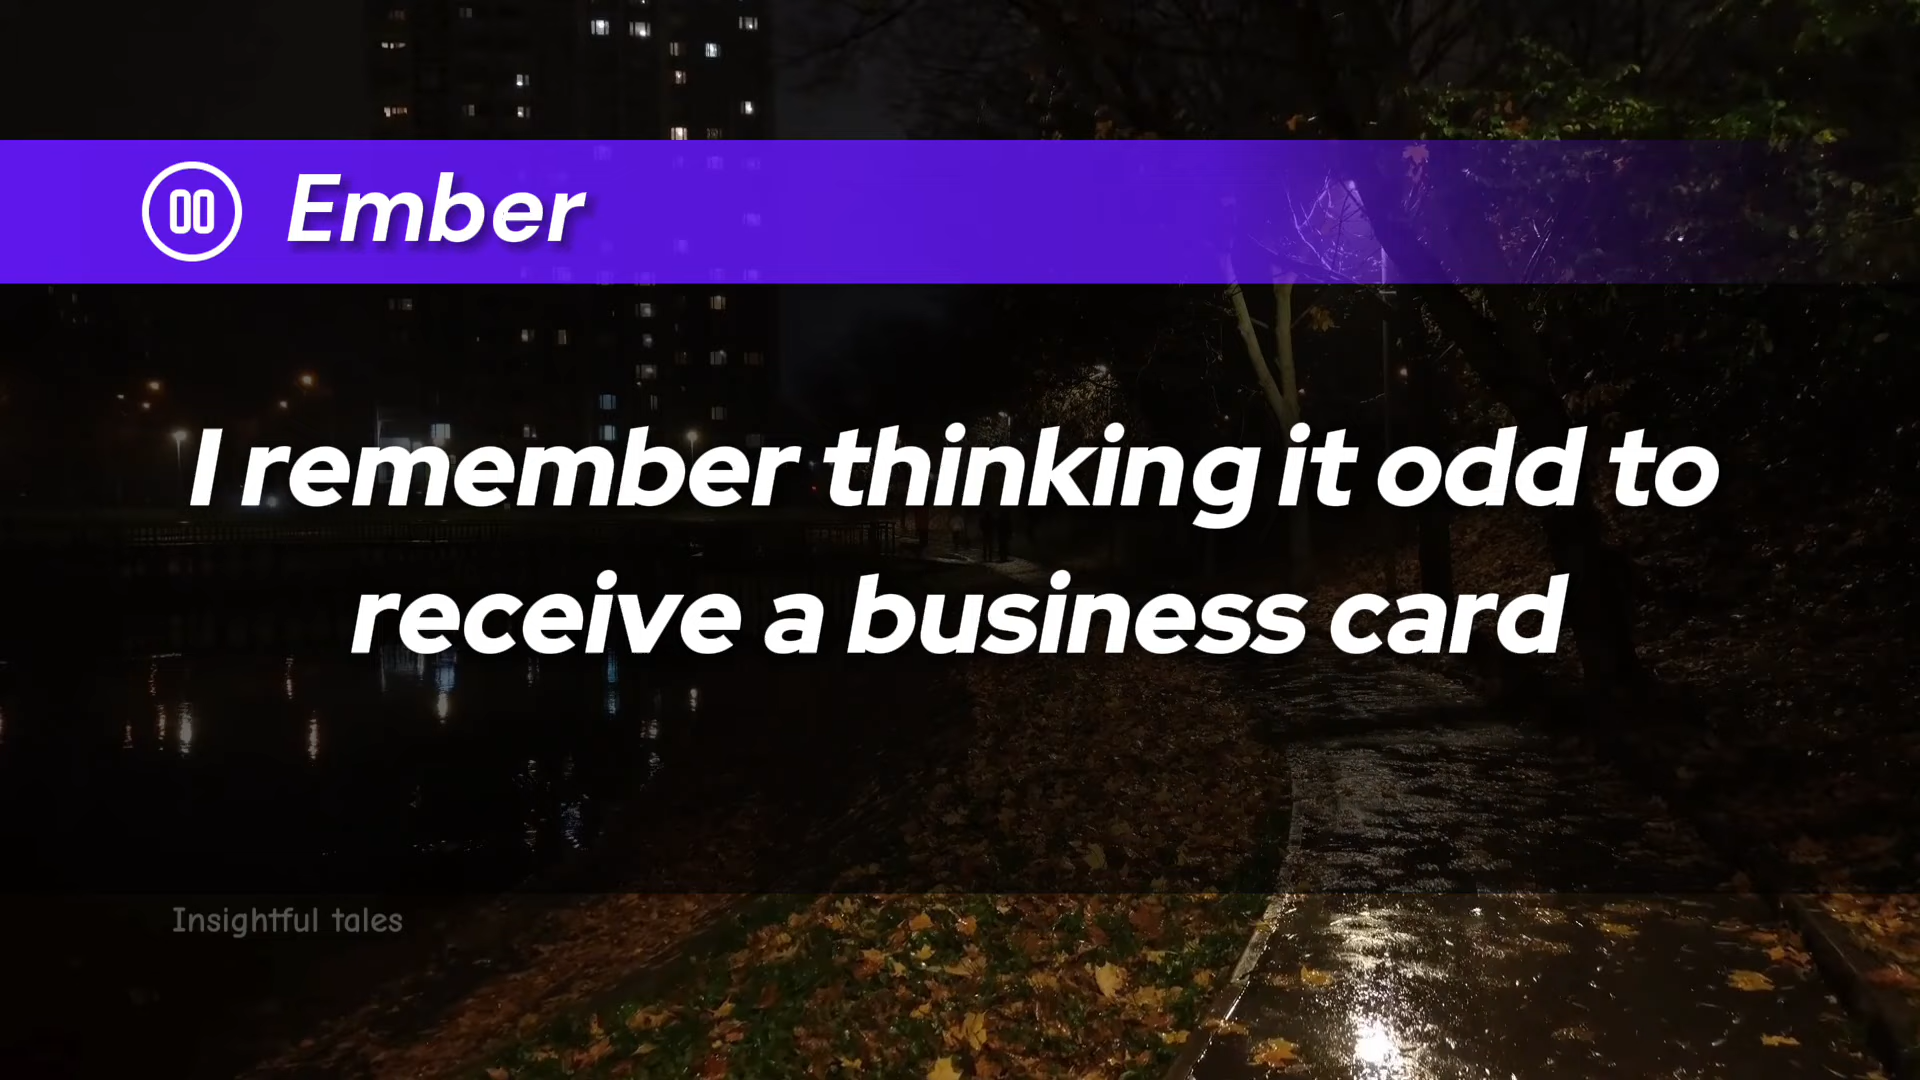 Ember
I remember thinking it odd to
receive a business card
Insightful tales